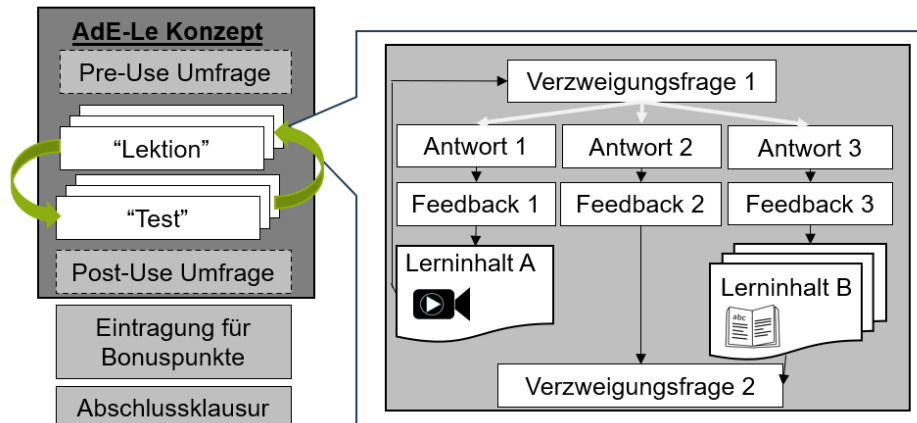 AdE-Le Konzept
Pre-Use Umfrage
“Lektion”
“Test”
Post-Use Umfrage
Eintragung für
Bonuspunkte
Abschlussklausur
Verzweigungsfrage 1
Antwort 1
Antwort 2
Antwort 3
Feedback 1
Feedback 2
Feedback 3
Lerninhalt A
Lerninhalt B
abc
Verzweigungsfrage 2